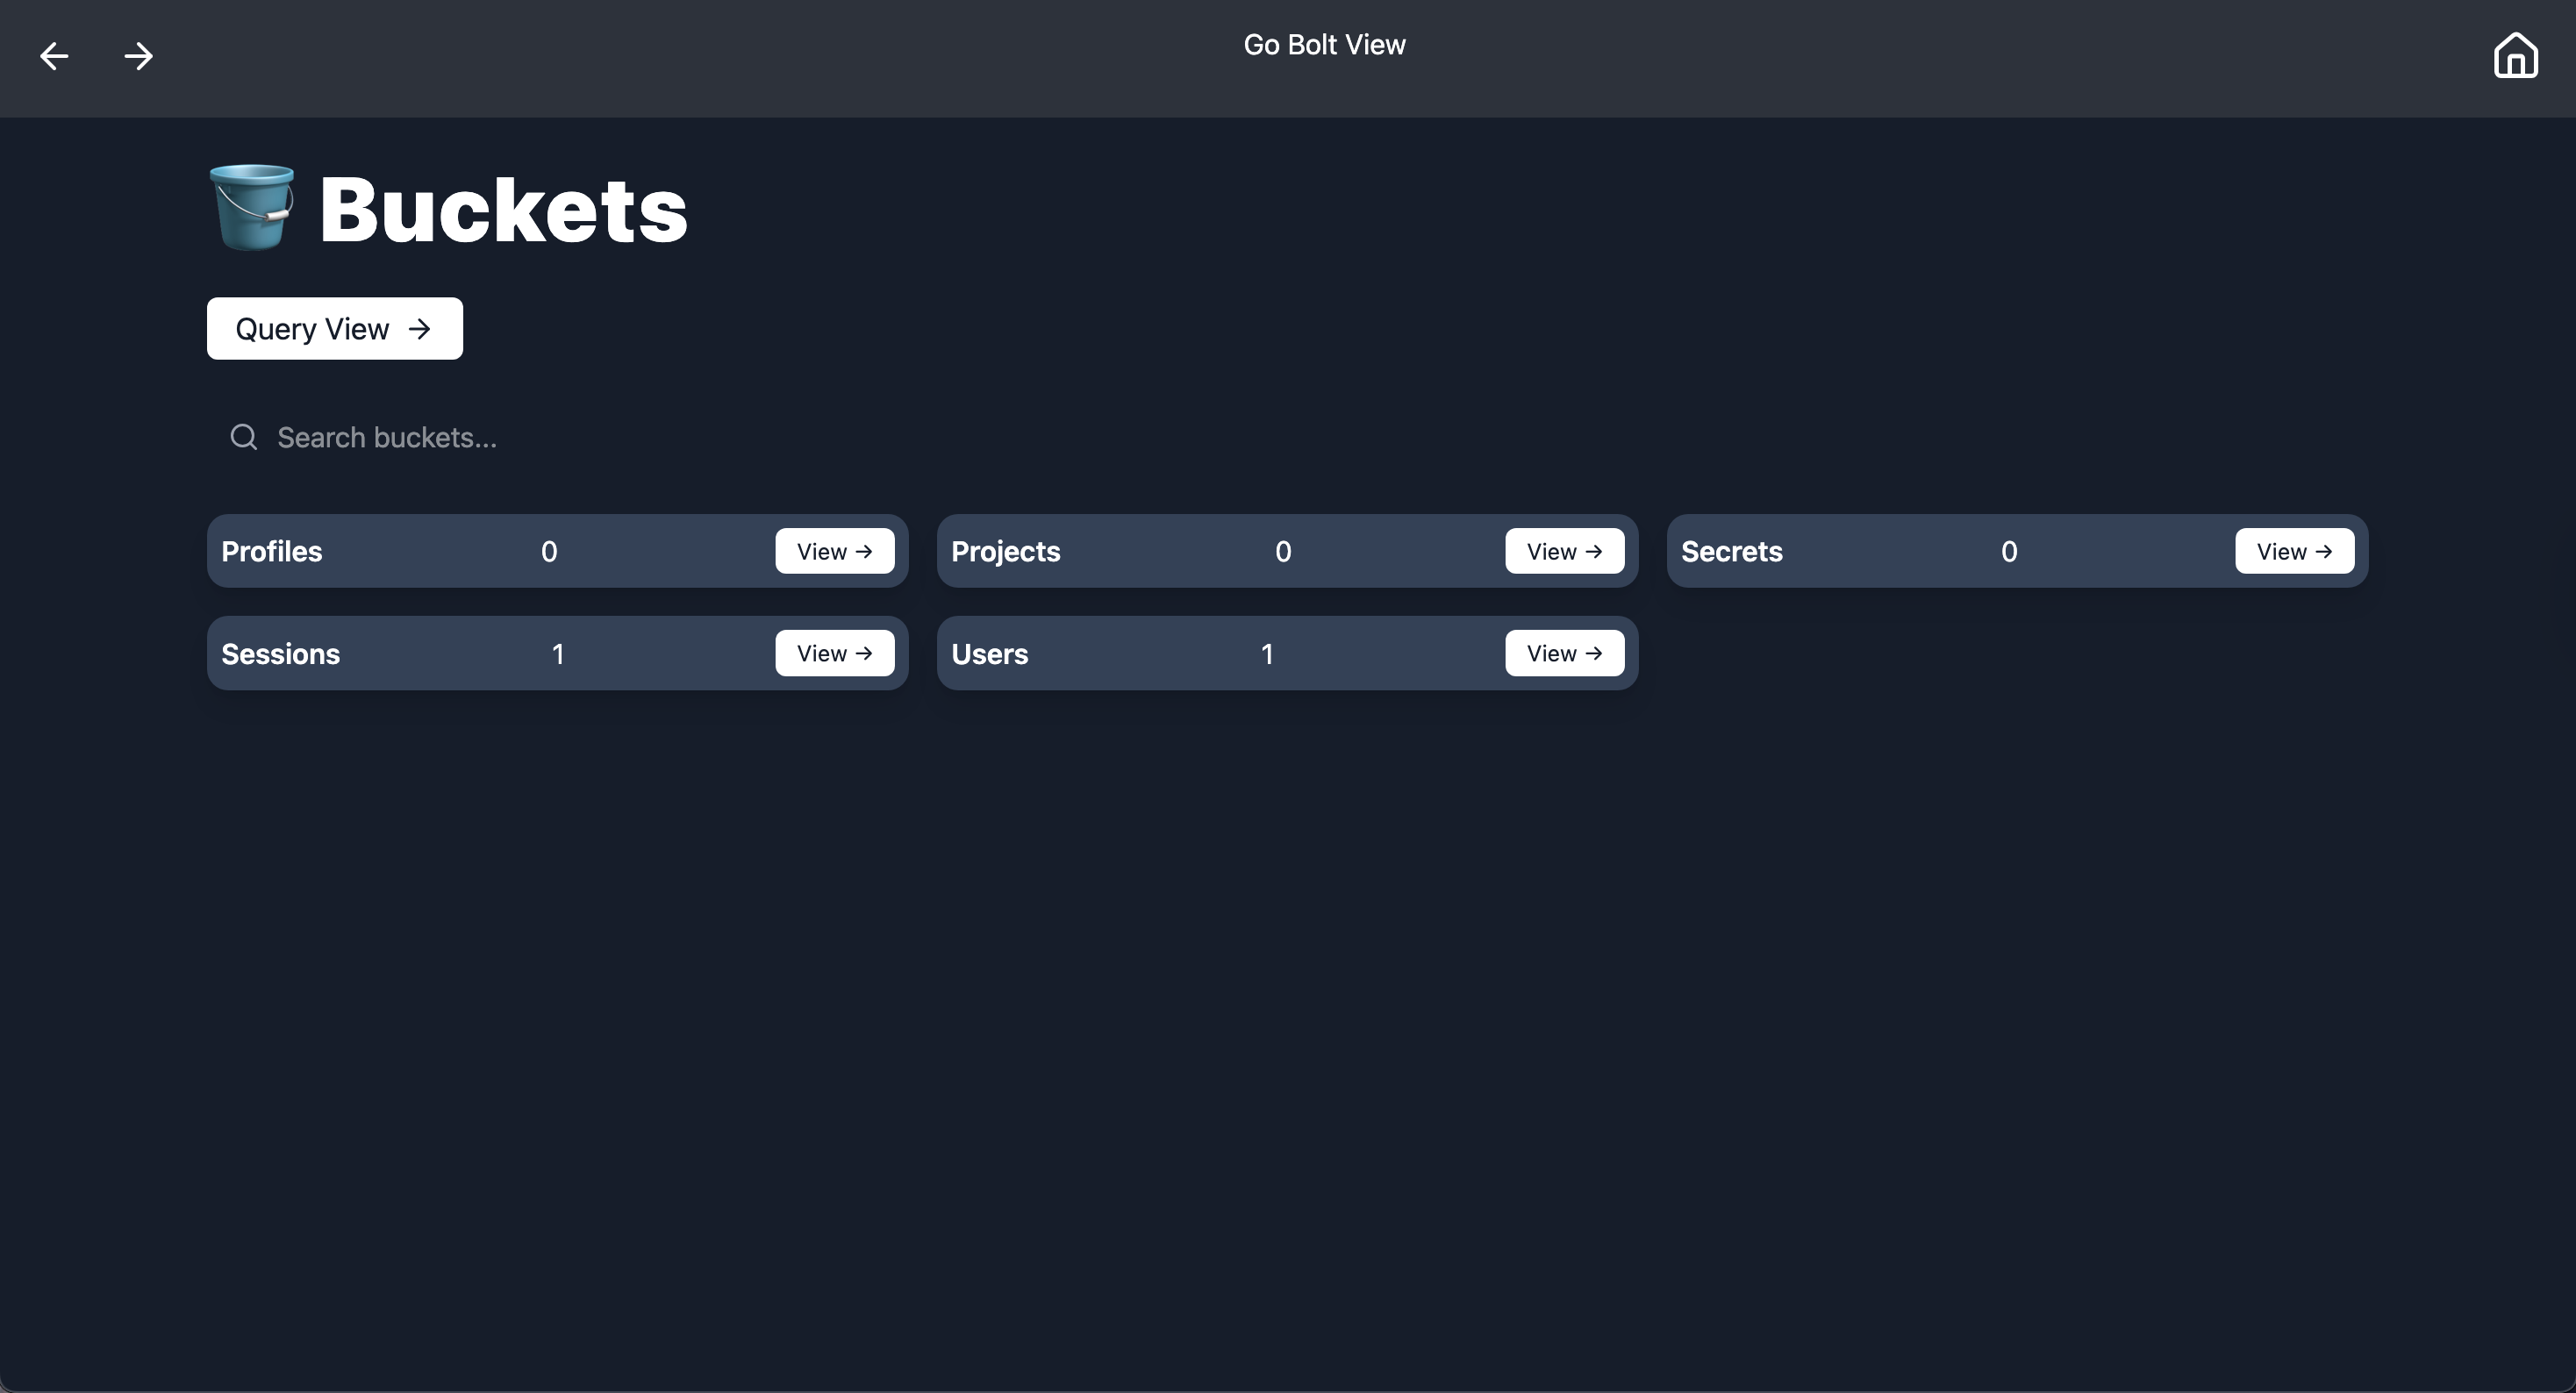 Go Bolt View
Buckets
Query View
Search buckets...
Profiles 0 View
Projects 0 View
Secrets 0 View
Sessions 1 View
Users 1 View